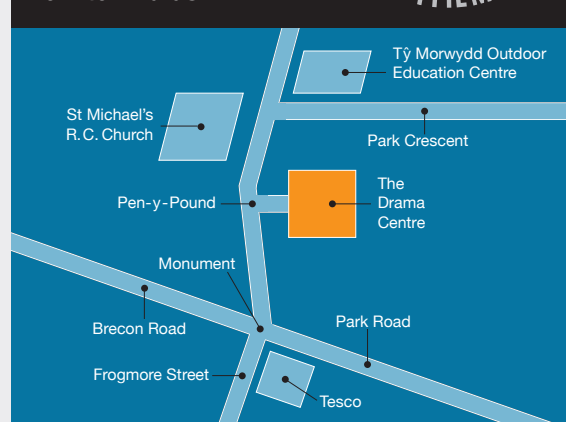 Tŷ Morwydd Outdoor
Education Centre
St Michael's
R.C. Church
Park Crescent
Pen-y-Pound
The
Drama
Centre
Monument
Brecon Road
Park Road
Frogmore Street
Tesco